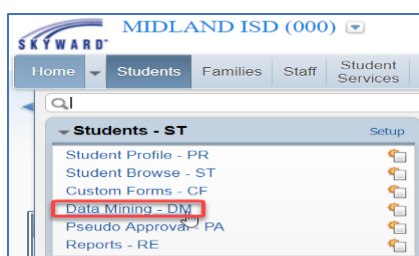 SKYWARD® MIDLAND ISD (000)
Home Students Families Staff Student Services
Students - ST Setup
Student Profile - PR
Student Browse - ST
Custom Forms - CF
Data Mining - DM
Pseudo Approval - PA
Reports - RE